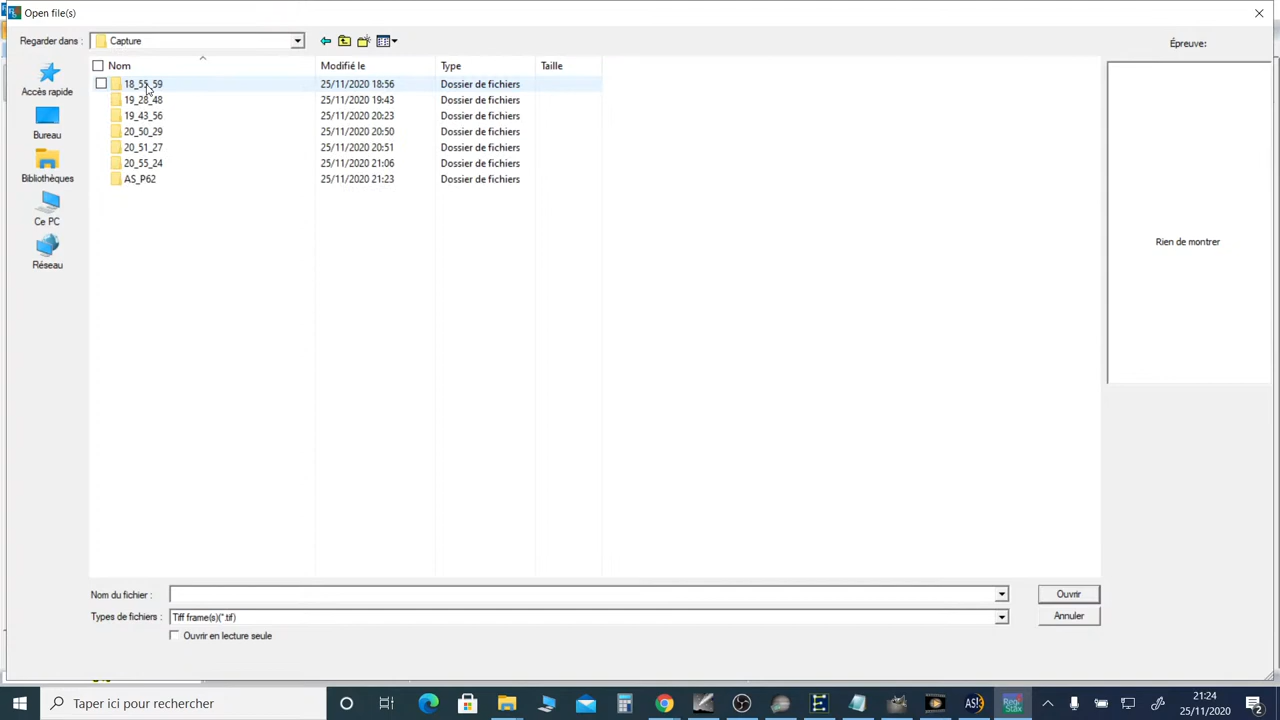 Open file(s)
Regarder dans :
Capture
Épreuve:
Nom
Modifié le
Type
Taille
18_55_59
25/11/2020 18:56
Dossier de fichiers
19_28_48
25/11/2020 19:43
Dossier de fichiers
19_43_56
25/11/2020 20:23
Dossier de fichiers
20_50_29
25/11/2020 20:50
Dossier de fichiers
20_51_27
25/11/2020 20:51
Dossier de fichiers
20_55_24
25/11/2020 21:06
Dossier de fichiers
AS_P62
25/11/2020 21:23
Dossier de fichiers
Accès rapide
Bureau
Bibliothèques
Ce PC
Réseau
Rien de montrer
Nom du fichier :
Ouvrir
Types de fichiers :
Tiff frame(s)(*.tif)
Annuler
Ouvrir en lecture seule
Taper ici pour rechercher
AS!
Regi
Stax
21:24
25/11/2020
2